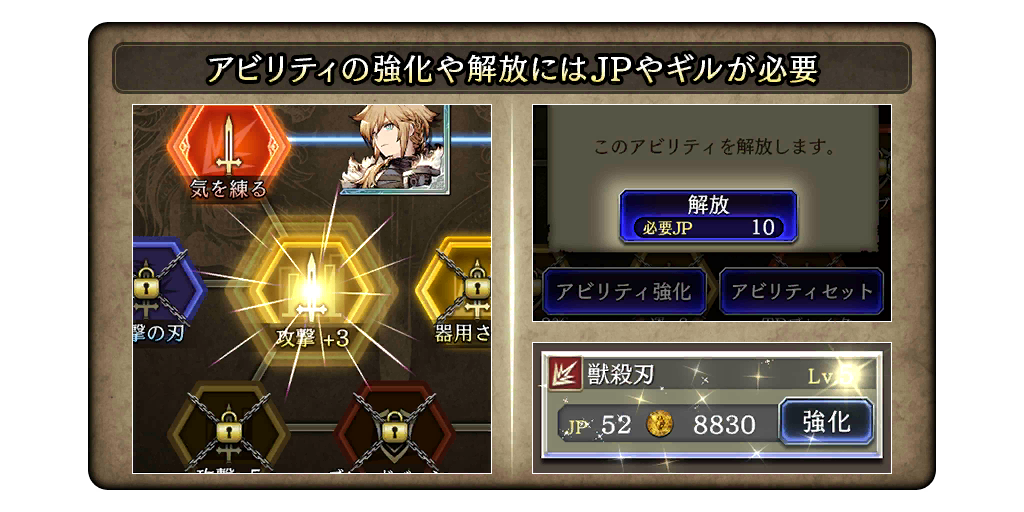 アビリティの強化や解放にはJPやギルが必要
気を練る
撃の刃
攻撃 +3
器用さ
このアビリティを解放します。
解放
必要JP 10
アビリティ強化
アビリティセット
獣殺刃
Lv
JP 52 8830
強化